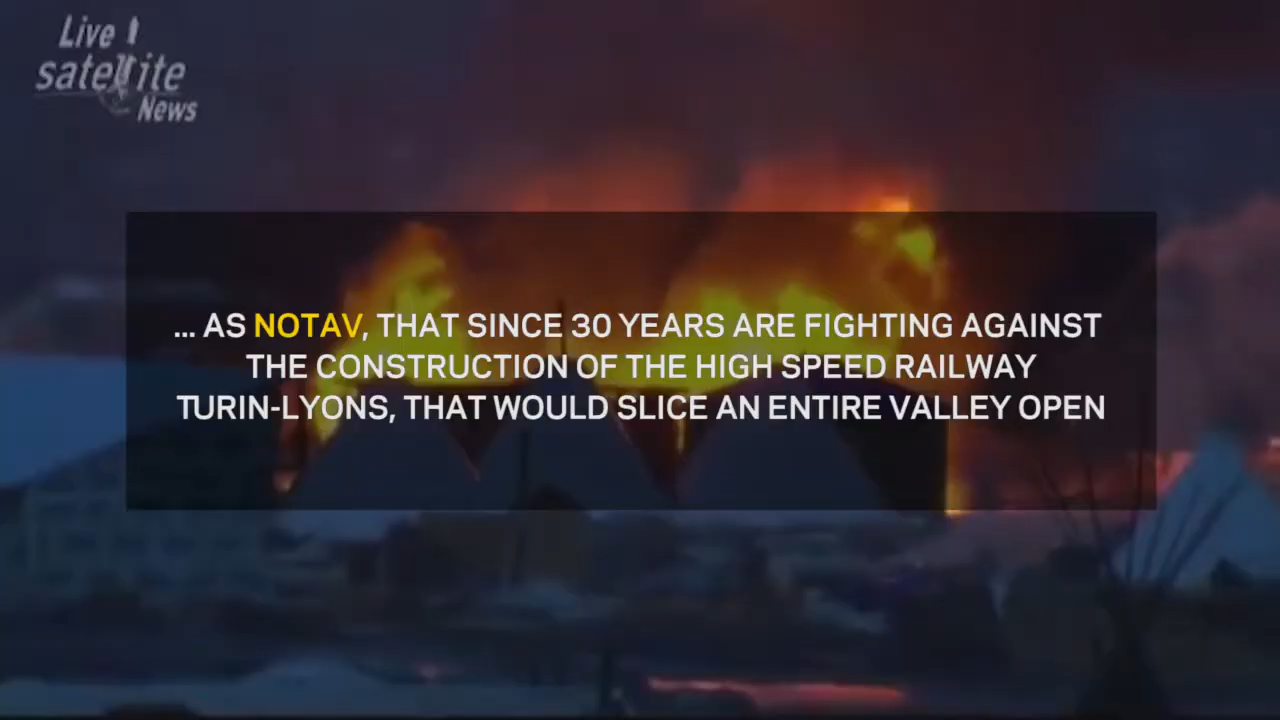 Live
satellite
News
... AS NOTAV, THAT SINCE 30 YEARS ARE FIGHTING AGAINST
THE CONSTRUCTION OF THE HIGH SPEED RAILWAY
TURIN-LYONS, THAT WOULD SLICE AN ENTIRE VALLEY OPEN